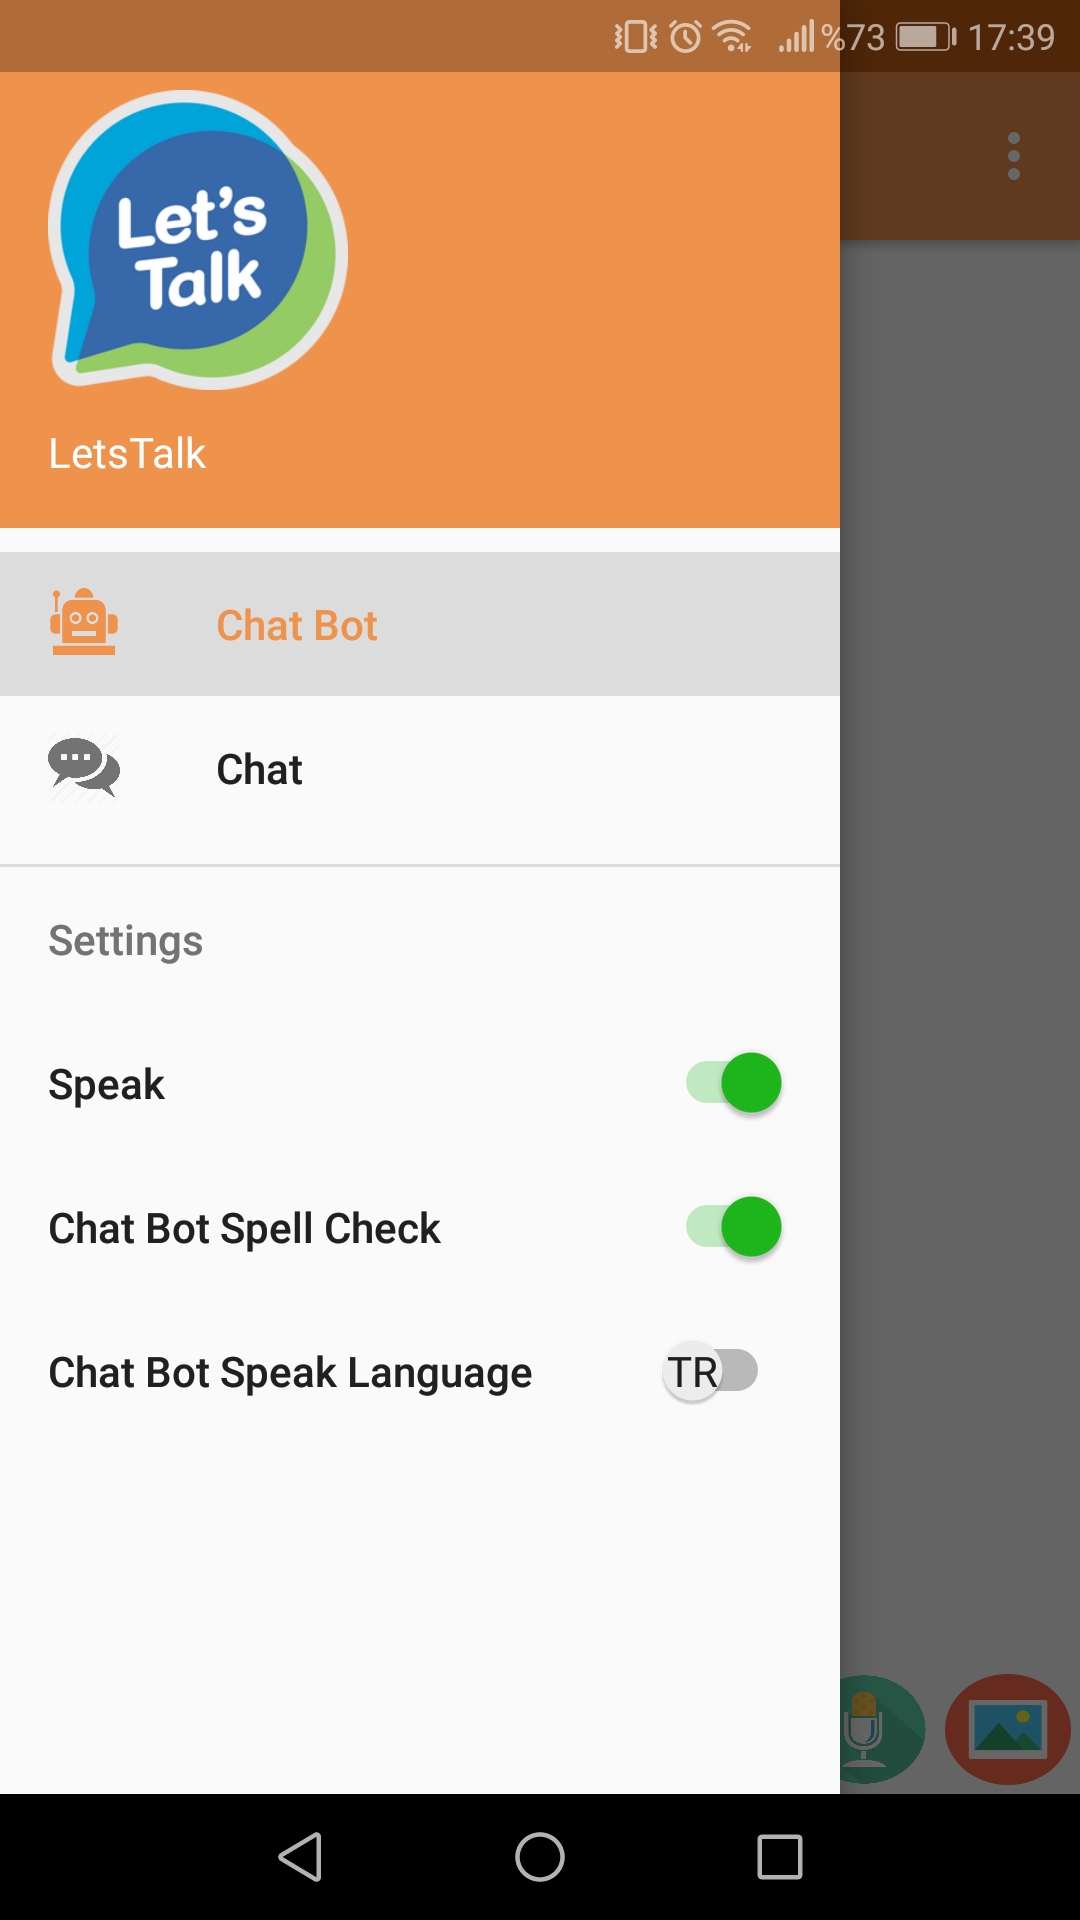 %73 17:39
Let's
Talk
LetsTalk
Chat Bot
Chat
Settings
Speak
Chat Bot Spell Check
Chat Bot Speak Language TR